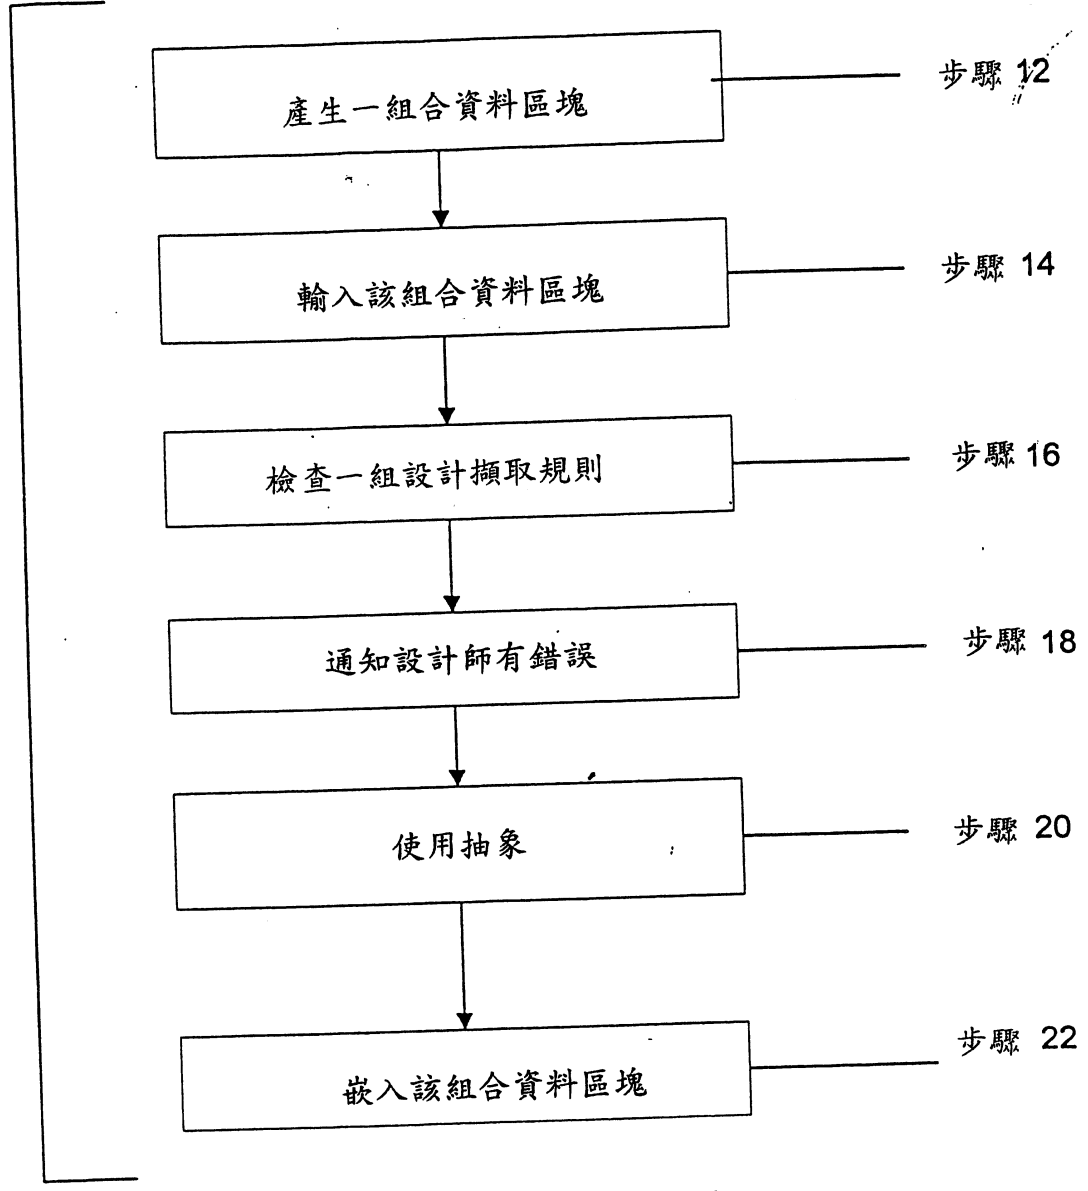 產生一組合資料區塊
步驟 12
輸入該組合資料區塊
步驟 14
檢查一組設計擷取規則
步驟 16
通知設計師有錯誤
步驟 18
使用抽象
步驟 20
嵌入該組合資料區塊
步驟 22